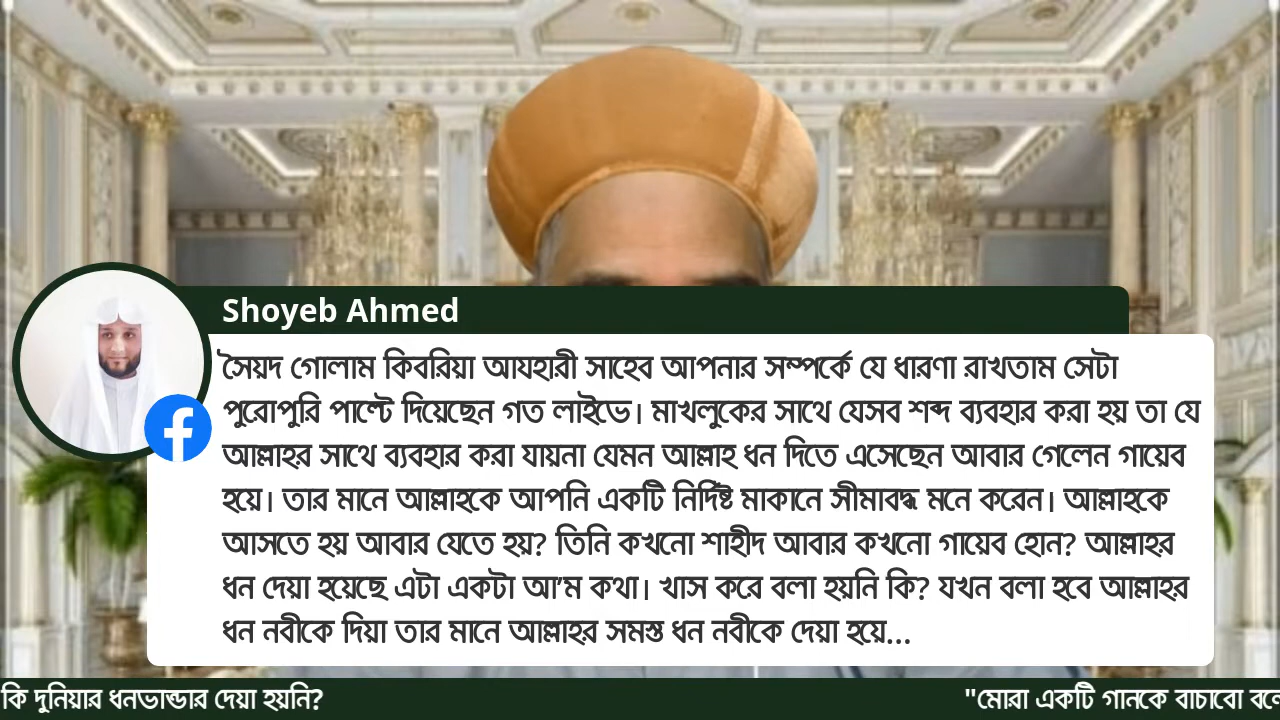 Shoyeb Ahmed
সৈয়দ গোলাম কিবরিয়া আযহারী সাহেব আপনার সম্পর্কে যে ধারণা রাখতাম সেটা
পুরোপুরি পাল্টে দিয়েছেন গত লাইভে। মাখলুকের সাথে যেসব শব্দ ব্যবহার করা হয় তা যে
আল্লাহর সাথে ব্যবহার করা যায়না যেমন আল্লাহ ধন দিতে এসেছেন আবার গেলেন গায়েব
হয়ে। তার মানে আল্লাহকে আপনি একটি নির্দিষ্ট মাকানে সীমাবদ্ধ মনে করেন। আল্লাহকে
আসতে হয় আবার যেতে হয়? তিনি কখনো শাহীদ আবার কখনো গায়েব হোন? আল্লাহর
ধন দেয়া হয়েছে এটা একটা আ'ম কথা। খাস করে বলা হয়নি কি? যখন বলা হবে আল্লাহর
ধন নবীকে দিয়া তার মানে আল্লাহর সমস্ত ধন নবীকে দেয়া হয়ে...
কি দুনিয়ার ধনভান্ডার দেয়া হয়নি? "মোরা একটি গানকে বাচাবো